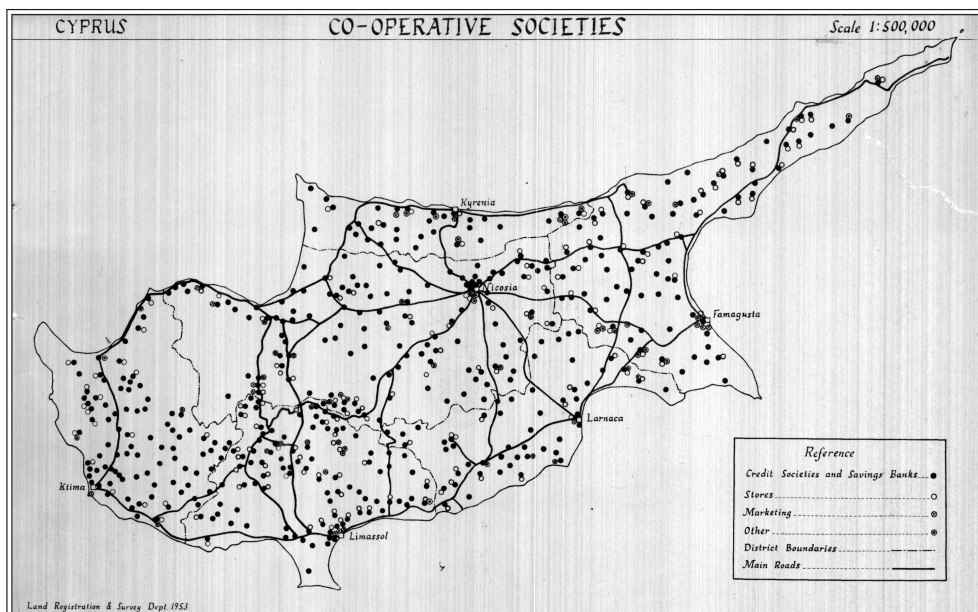 CYPRUS
CO-OPERATIVE SOCIETIES
Scale 1:500,000
Kyrenia
Nicosia
Famagusta
Larnaca
Ktima
Limassol
Reference
Credit Societies and Savings Banks
Stores
Marketing
Other
District Boundaries
Main Roads
Land Registration & Survey Dept. 1953